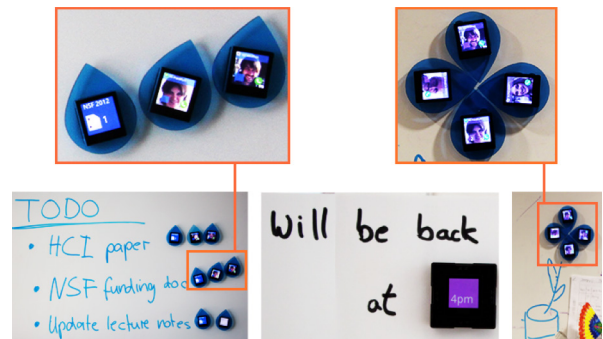 NSF 2012
1
TODO
• HCI paper
• NSF funding doc
• Update lecture notes
Will be back
at 4pm